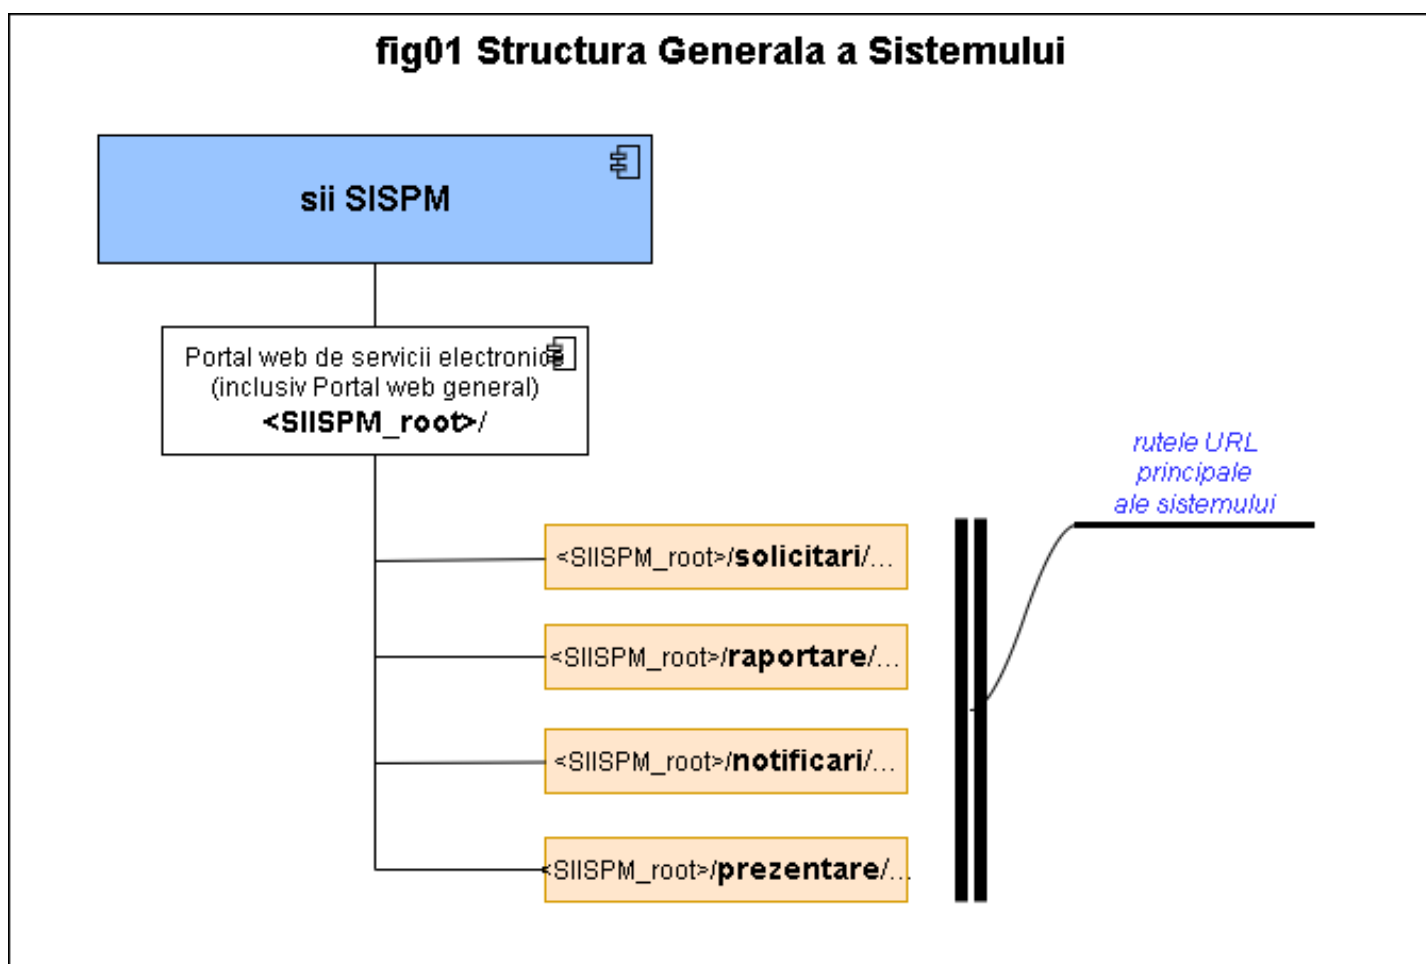 fig01 Structura Generala a Sistemului
sii SISPM
Portal web de servicii electronice
(inclusiv Portal web general)
<SIISPM_root>/
rutele URL
principale
ale sistemului
<SIISPM_root>/solicitari/...
<SIISPM_root>/raportare/...
<SIISPM_root>/notificari/...
<SIISPM_root>/prezentare/...